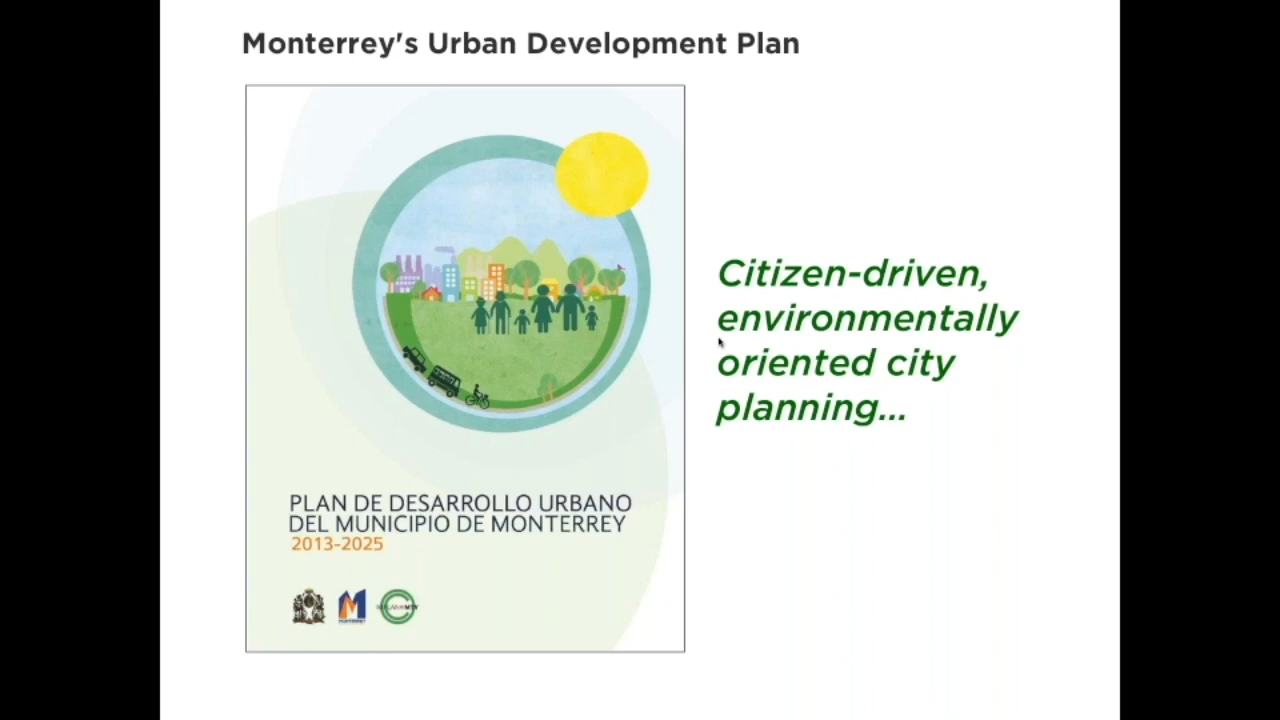 Monterrey's Urban Development Plan
Citizen-driven,
environmentally
oriented city
planning...
PLAN DE DESARROLLO URBANO
DEL MUNICIPIO DE MONTERREY
2013-2025
MONTERREY